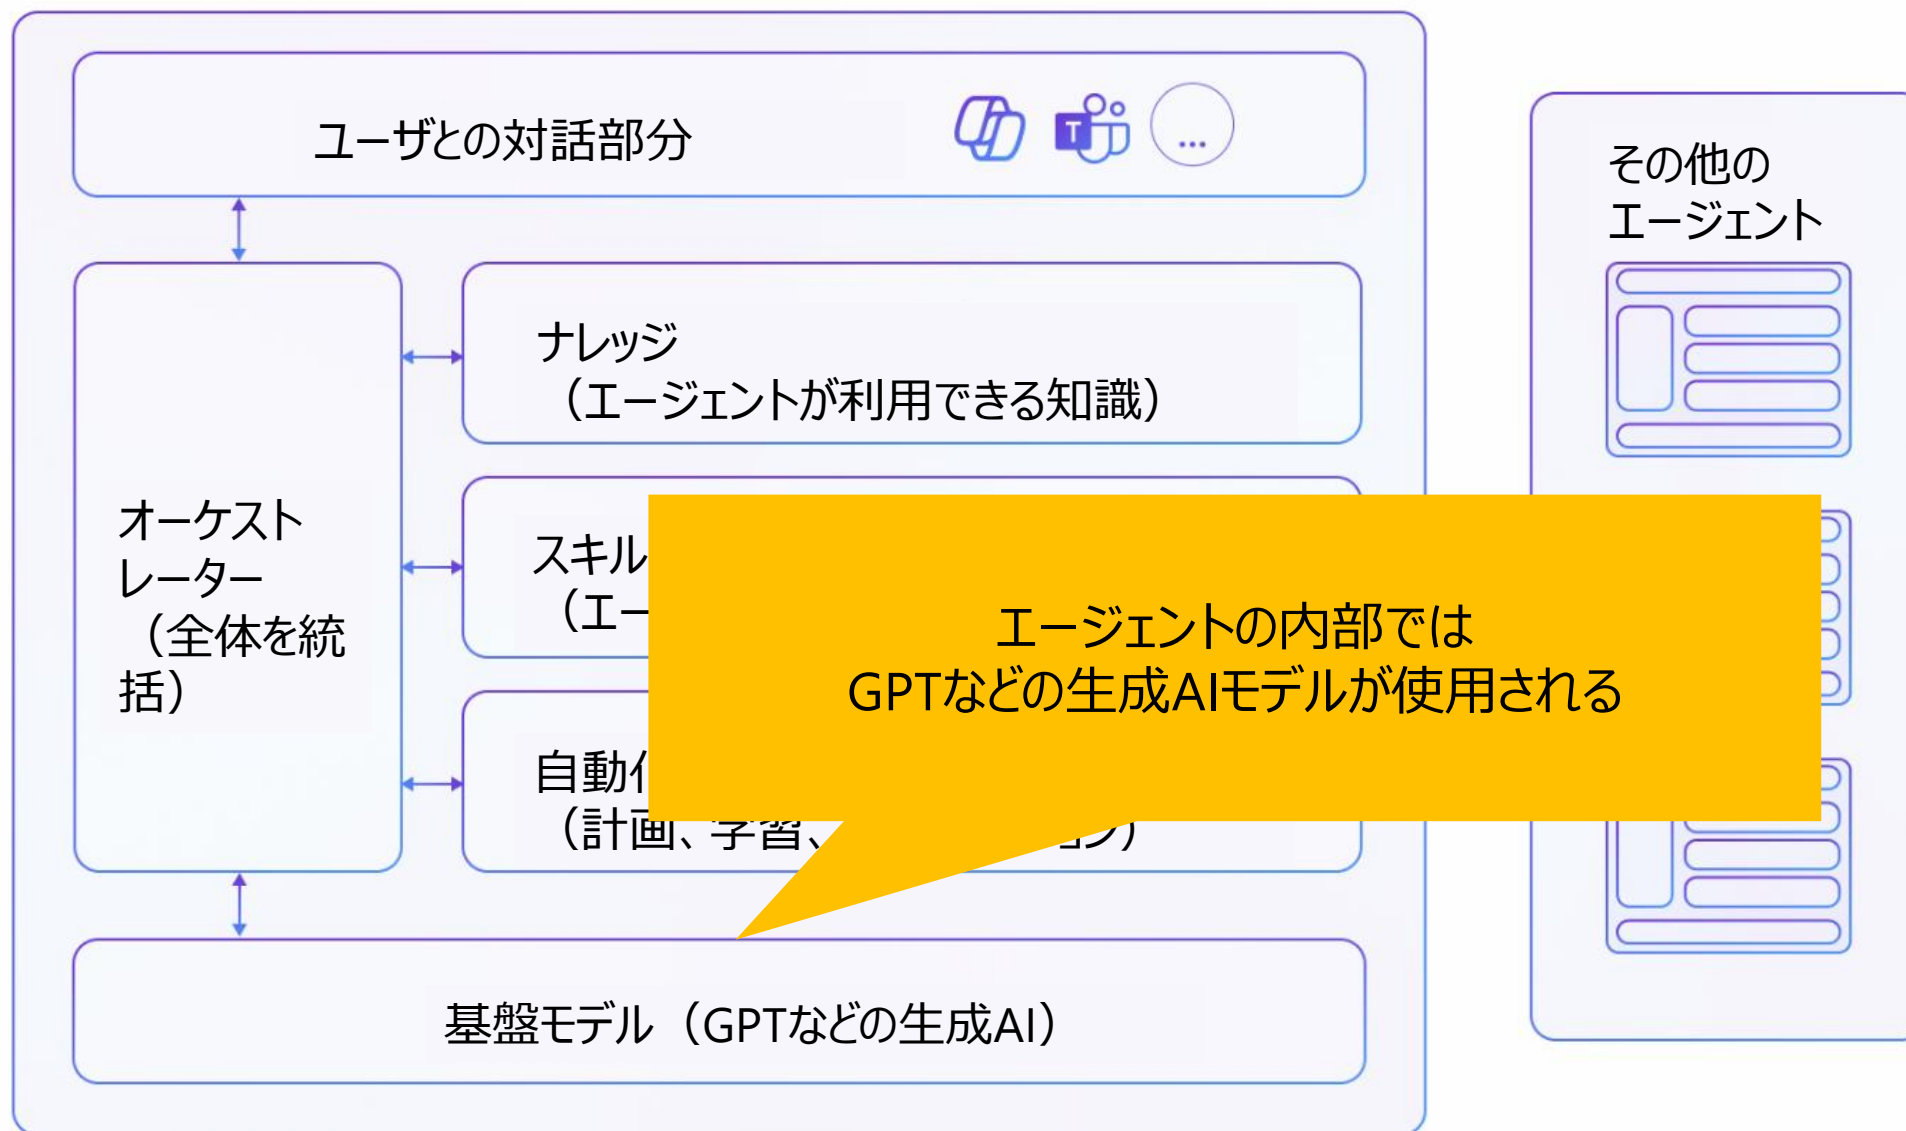 ユーザとの対話部分
T
...
その他の
エージェント
ナレッジ
（エージェントが利用できる知識）
オーケスト
レーター
（全体を統
括）
スキル
（エー
エージェントの内部では
GPTなどの生成AIモデルが使用される
自動
（計画、学習、
ョン）
基盤モデル（GPTなどの生成AI）